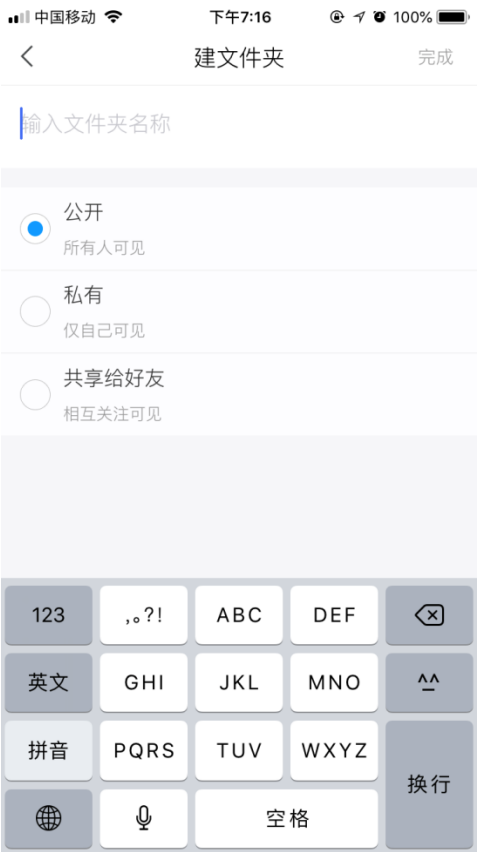 中国移动 下午7:16 100%
建文件夹 完成
输入文件夹名称
公开
所有人可见
私有
仅自己可见
共享给好友
相互关注可见
123 ,。?! ABC DEF
英文 GHI JKL MNO ^^
拼音 PQRS TUV WXYZ
换行
空格